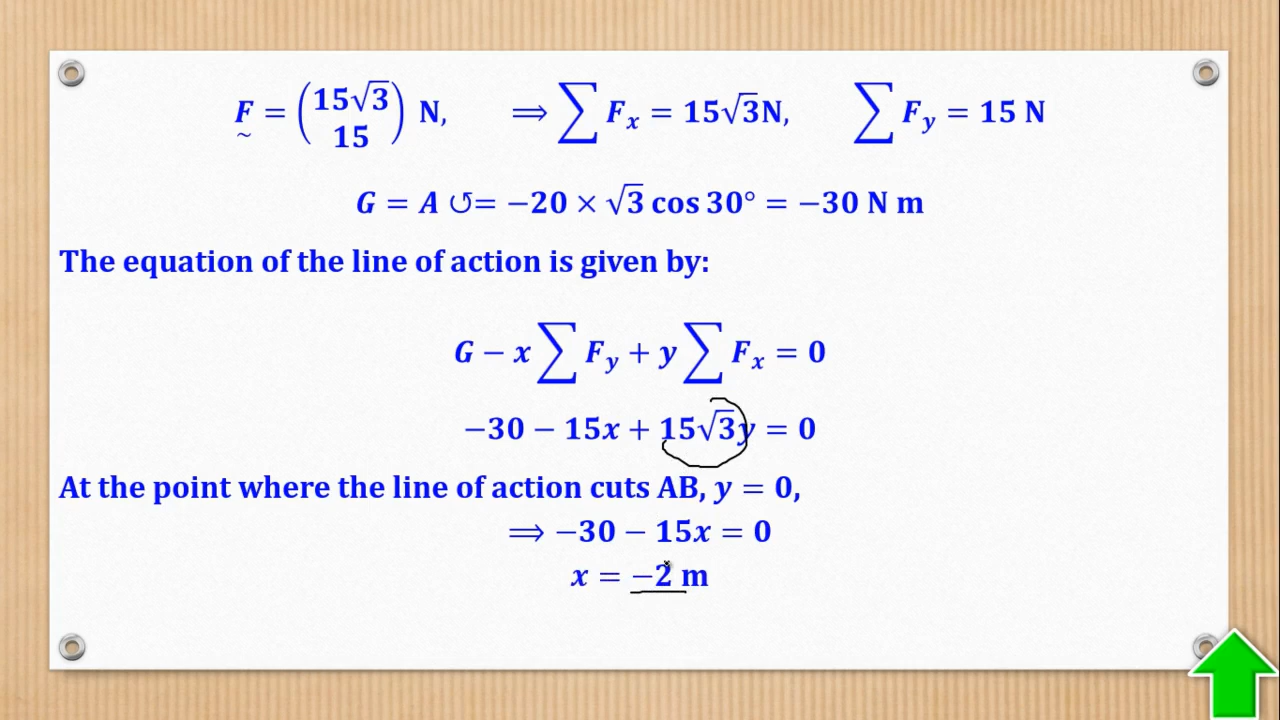 F = (15√3 15) N, ⟹ ∑ Fx = 15√3N, ∑ Fy = 15 N
G = A ↺= −20 × √3 cos 30° = −30 N m
The equation of the line of action is given by:
G − x ∑ Fy + y ∑ Fx = 0
−30 − 15x + 15√3y = 0
At the point where the line of action cuts AB, y = 0,
⟹ −30 − 15x = 0
x = −2 m